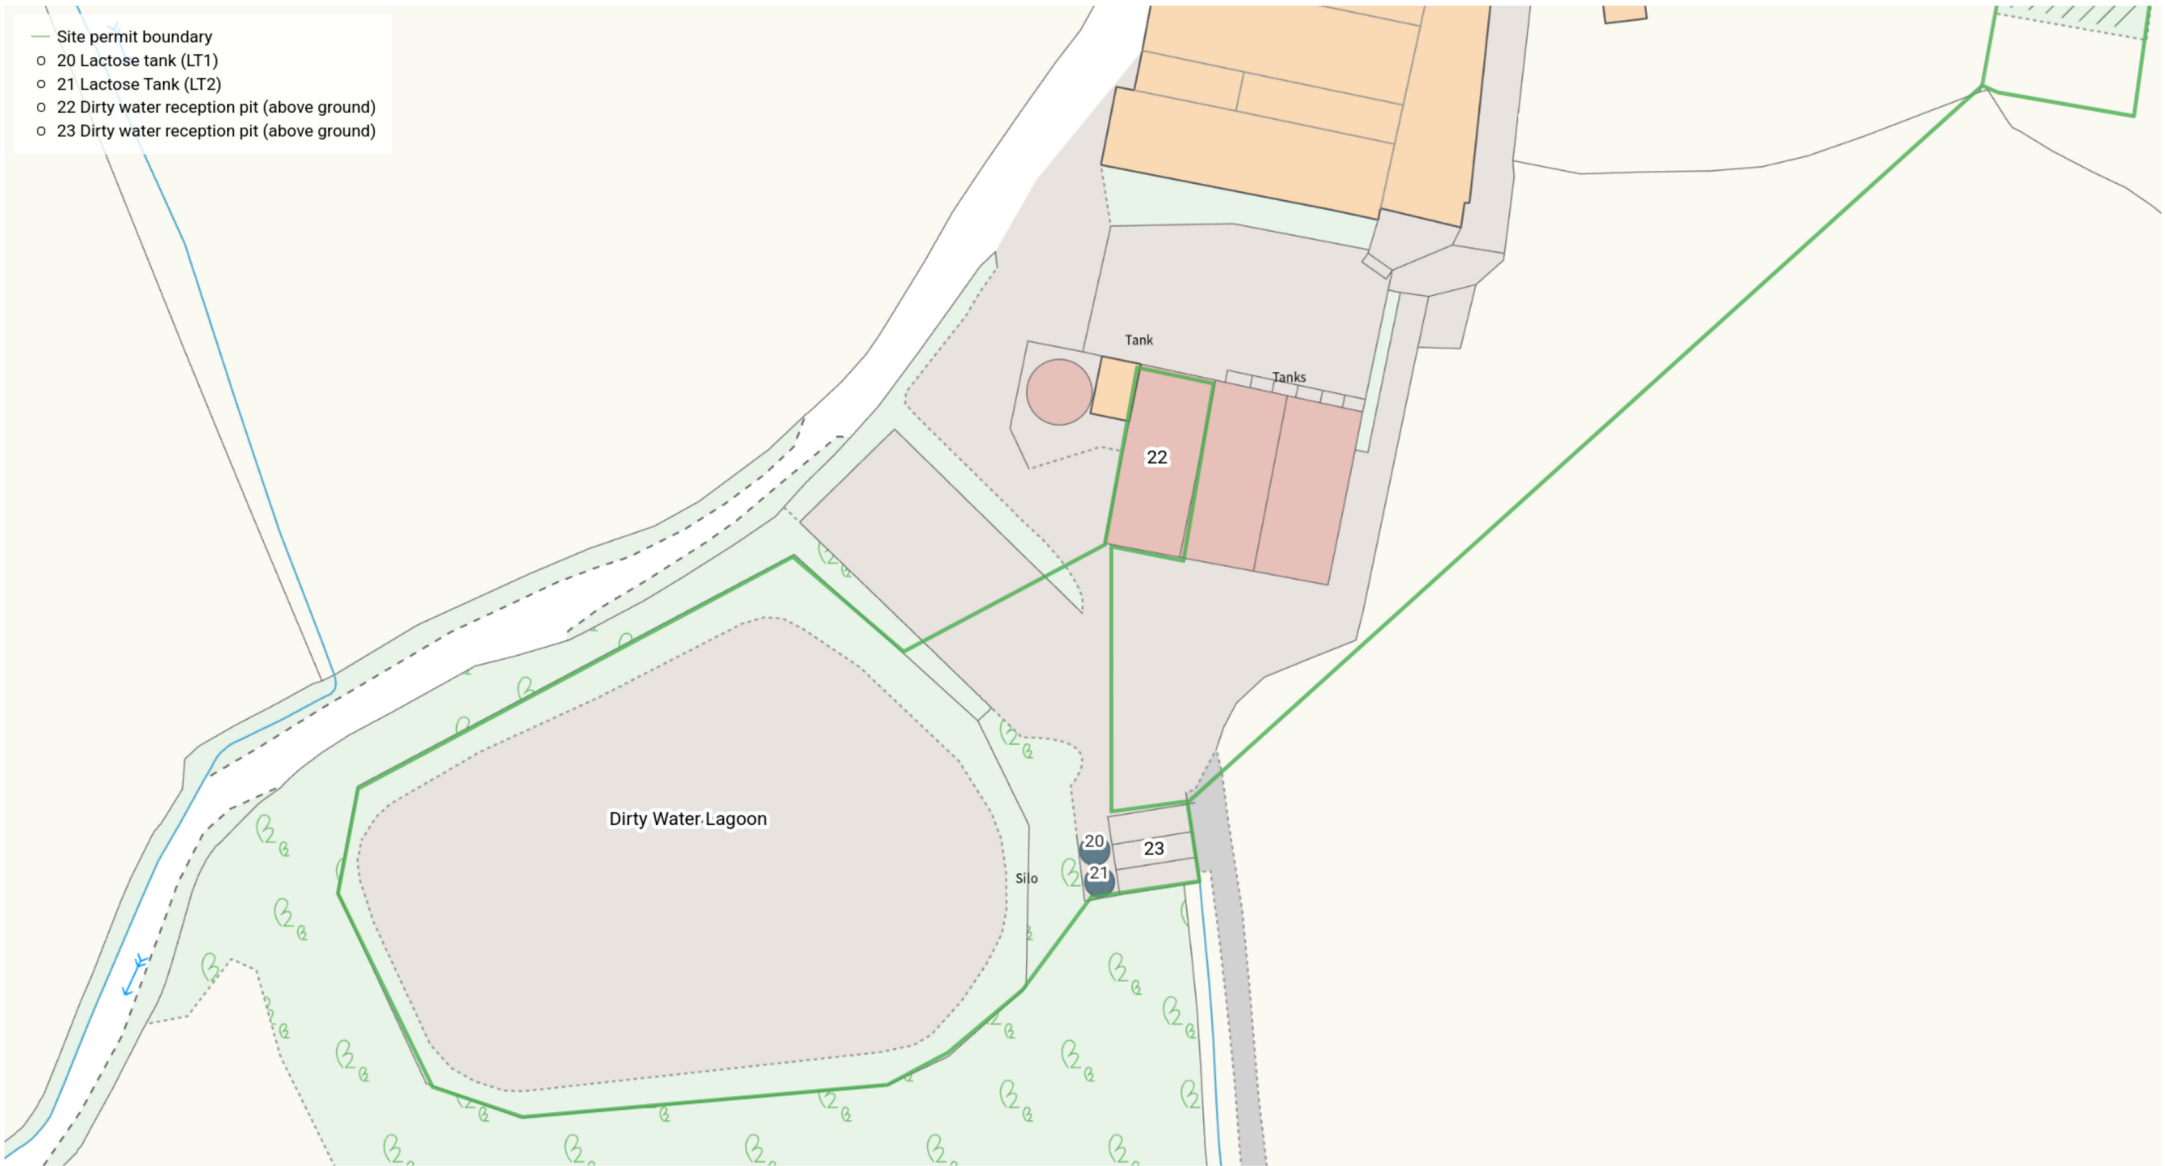 Site permit boundary
20 Lactose tank (LT1)
21 Lactose Tank (LT2)
22 Dirty water reception pit (above ground)
23 Dirty water reception pit (above ground)
Tank
Tanks
22
Dirty Water Lagoon
20
23
21
Silo